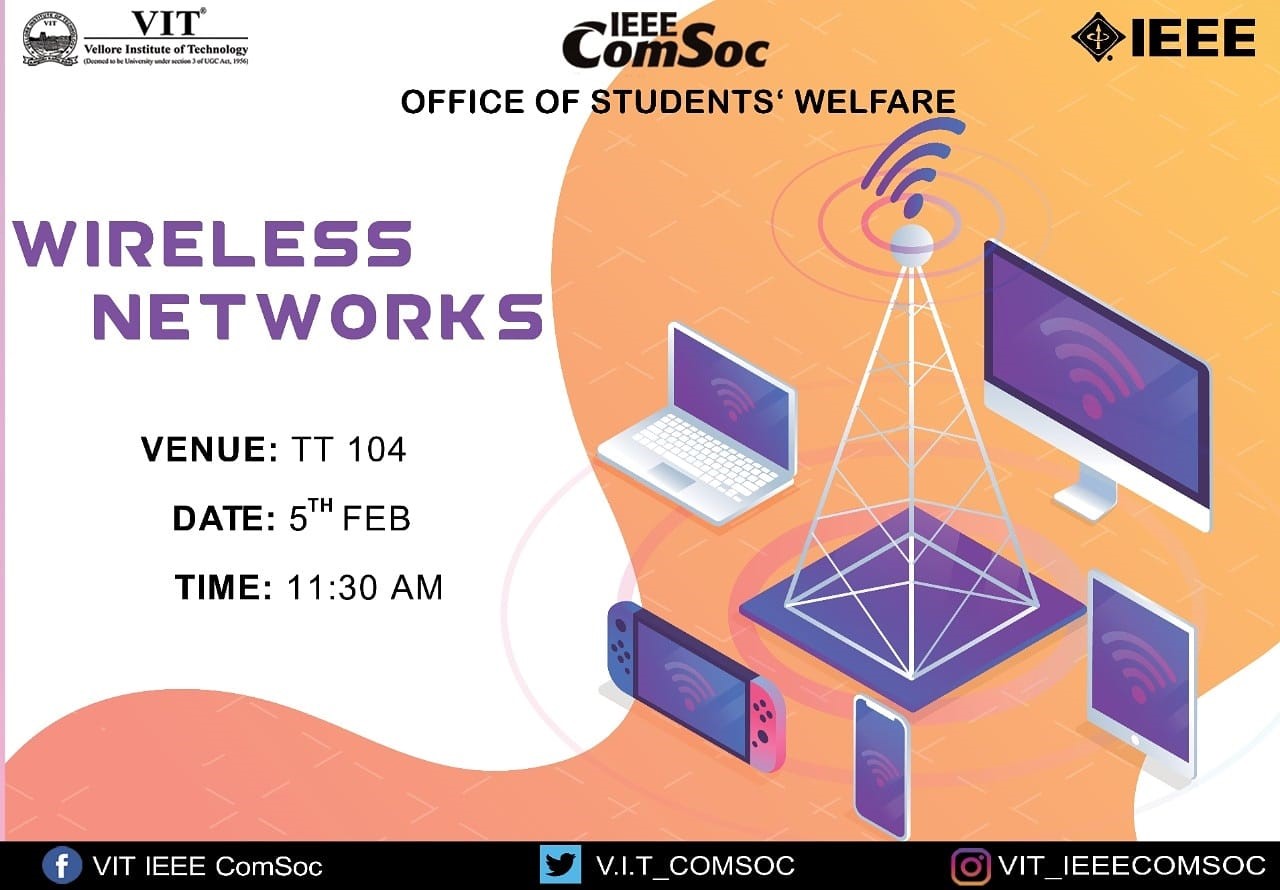 VIT®
Vellore Institute of Technology
(Deemed to be University under section 3 of UGC Act, 1956)
IEEE
ComSoc
IEEE
OFFICE OF STUDENTS‘ WELFARE
WIRELESS
NETWORKS
VENUE: TT 104
DATE: 5TH FEB
TIME: 11:30 AM
VIT IEEE ComSoc
V.I.T_COMSOC
VIT_IEEECOMSOC